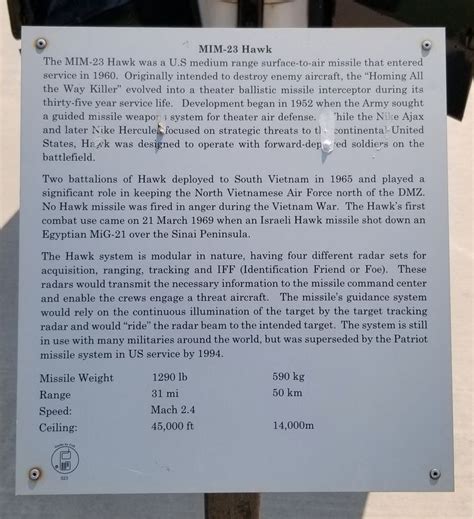 MIM-23 Hawk
The MIM-23 Hawk was a U.S medium range surface-to-air missile that entered
service in 1960. Originally intended to destroy enemy aircraft, the "Homing All
the Way Killer" evolved into a theater ballistic missile interceptor during its
thirty-five year service life. Development began in 1952 when the Army sought
a guided missile weapons system for theater air defense. While the Nike Ajax
and later Nike Hercules focused on strategic threats to the continental United
States, Hawk was designed to operate with forward-deployed soldiers on the
battlefield.
Two battalions of Hawk deployed to South Vietnam in 1965 and played a
significant role in keeping the North Vietnamese Air Force north of the DMZ.
No Hawk missile was fired in anger during the Vietnam War. The Hawk's first
combat use came on 21 March 1969 when an Israeli Hawk missile shot down an
Egyptian MiG-21 over the Sinai Peninsula.
The Hawk system is modular in nature, having four different radar sets for
acquisition, ranging, tracking and IFF (Identification Friend or Foe). These
radars would transmit the necessary information to the missile command center
and enable the crews engage a threat aircraft. The missile's guidance system
would rely on the continuous illumination of the target by the target tracking
radar and would "ride" the radar beam to the intended target. The system is still
in use with many militaries around the world, but was superseded by the Patriot
missile system in US service by 1994.
Missile Weight 1290 lb 590 kg
Range 31 mi 50 km
Speed: Mach 2.4
Ceiling: 45,000 ft 14,000m